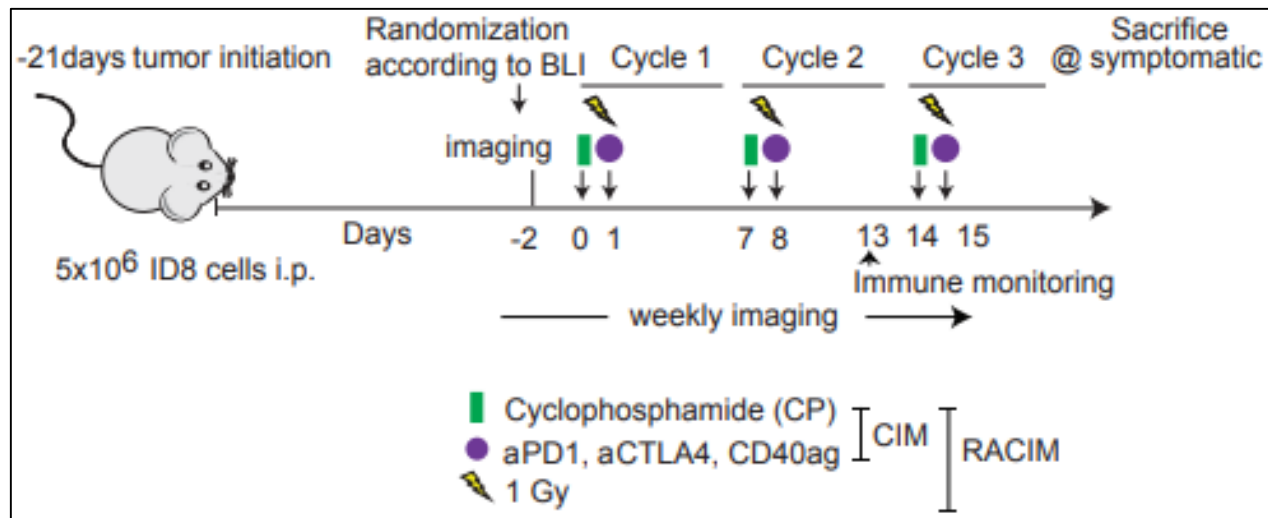 -21days tumor initiation
Randomization
according to BLI
Cycle 1
Cycle 2
Cycle 3
Sacrifice
@ symptomatic
imaging
Days
-2 0 1 7 8 13 14 15
5x10⁶ ID8 cells i.p.
Immune monitoring
weekly imaging
Cyclophosphamide (CP)
aPD1, aCTLA4, CD40ag
CIM
RACIM
1 Gy